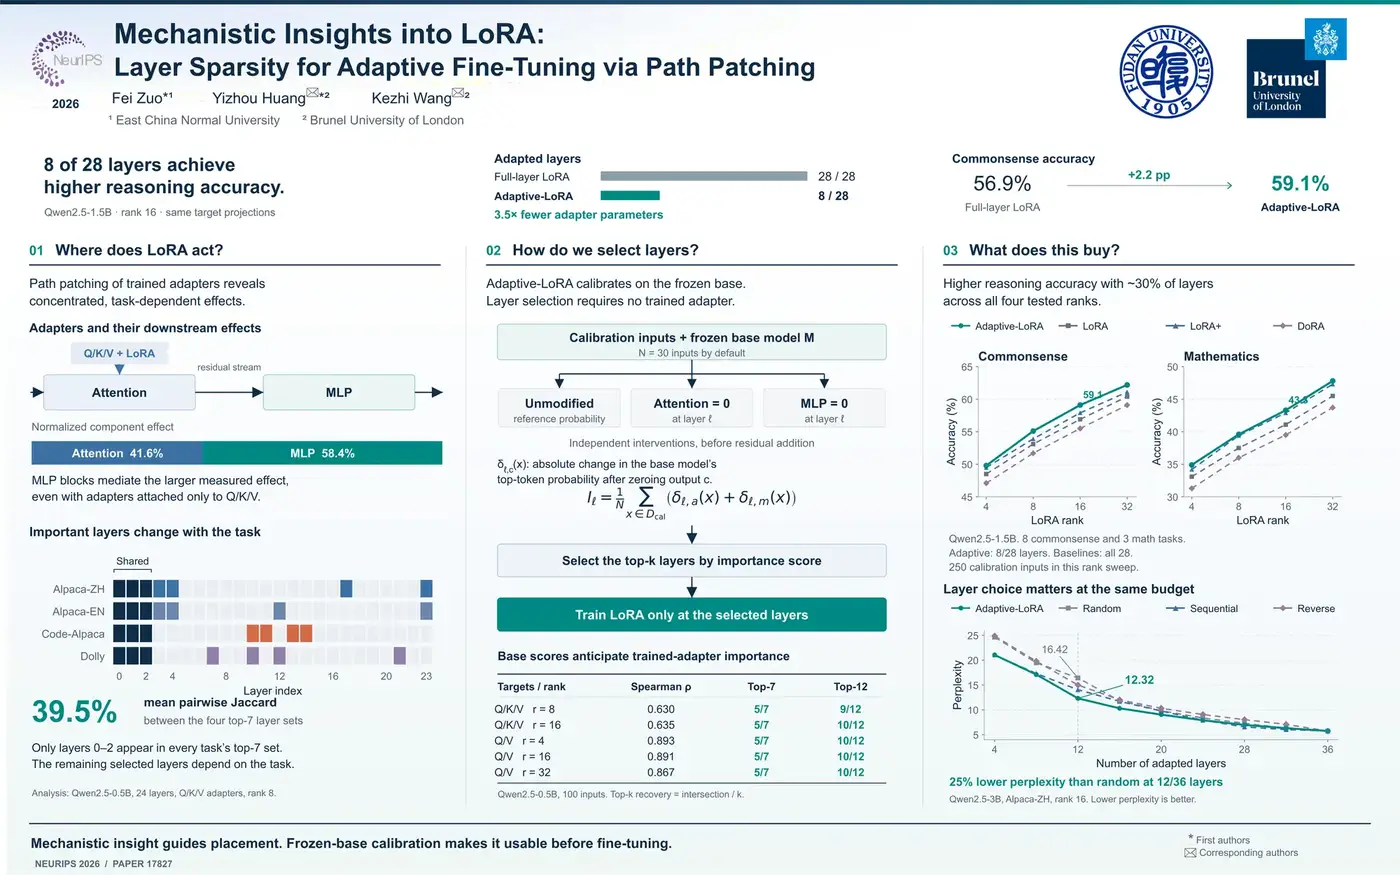 Mechanistic Insights into LoRA:
Layer Sparsity for Adaptive Fine-Tuning via Path Patching
NeurIPS
2026
Fei Zuo*¹ Yizhou Huang✉*² Kezhi Wang✉²
¹ East China Normal University ² Brunel University of London
FUDAN UNIVERSITY
1905
Brunel
University
of London
8 of 28 layers achieve
higher reasoning accuracy.
Qwen2.5-1.5B · rank 16 · same target projections
Adapted layers
Full-layer LoRA 28 / 28
Adaptive-LoRA 8 / 28
3.5× fewer adapter parameters
Commonsense accuracy
56.9% +2.2 pp 59.1%
Full-layer LoRA Adaptive-LoRA
01 Where does LoRA act?
Path patching of trained adapters reveals
concentrated, task-dependent effects.
Adapters and their downstream effects
Q/K/V + LoRA
residual stream
Attention MLP
Normalized component effect
Attention 41.6% MLP 58.4%
MLP blocks mediate the larger measured effect,
even with adapters attached only to Q/K/V.
Important layers change with the task
Shared
Alpaca-ZH
Alpaca-EN
Code-Alpaca
Dolly
0 2 4 8 12 16 20 23
Layer index
39.5% mean pairwise Jaccard
between the four top-7 layer sets
Only layers 0–2 appear in every task's top-7 set.
The remaining selected layers depend on the task.
Analysis: Qwen2.5-0.5B, 24 layers, Q/K/V adapters, rank 8.
02 How do we select layers?
Adaptive-LoRA calibrates on the frozen base.
Layer selection requires no trained adapter.
Calibration inputs + frozen base model M
N = 30 inputs by default
Unmodified Attention = 0 MLP = 0
reference probability at layer ℓ at layer ℓ
Independent interventions, before residual addition
δℓ,c(x): absolute change in the base model's
top-token probability after zeroing output c.
Iℓ = 1/N ∑ x∈Dcal (δℓ,a(x) + δℓ,m(x))
Select the top-k layers by importance score
Train LoRA only at the selected layers
Base scores anticipate trained-adapter importance
Targets / rank Spearman ρ Top-7 Top-12
Q/K/V r = 8 0.630 5/7 9/12
Q/K/V r = 16 0.635 5/7 10/12
Q/V r = 4 0.893 5/7 10/12
Q/V r = 16 0.891 5/7 10/12
Q/V r = 32 0.867 5/7 10/12
Qwen2.5-0.5B, 100 inputs. Top-k recovery = intersection / k.
03 What does this buy?
Higher reasoning accuracy with ~30% of layers
across all four tested ranks.
Adaptive-LoRA LoRA LoRA+ DoRA
Commonsense
65
60
55
50
45
Accuracy (%)
59.1
4 8 16 32
LoRA rank
Mathematics
50
45
40
35
30
Accuracy (%)
4 8 16 32
LoRA rank
Qwen2.5-1.5B. 8 commonsense and 3 math tasks.
Adaptive: 8/28 layers. Baselines: all 28.
250 calibration inputs in this rank sweep.
Layer choice matters at the same budget
Adaptive-LoRA Random Sequential Reverse
25
20
15
10
5
Perplexity
16.42
12.32
4 12 20 28 36
Number of adapted layers
25% lower perplexity than random at 12/36 layers
Qwen2.5-3B, Alpaca-ZH, rank 16. Lower perplexity is better.
Mechanistic insight guides placement. Frozen-base calibration makes it usable before fine-tuning.
NEURIPS 2026 / PAPER 17827
* First authors
✉ Corresponding authors